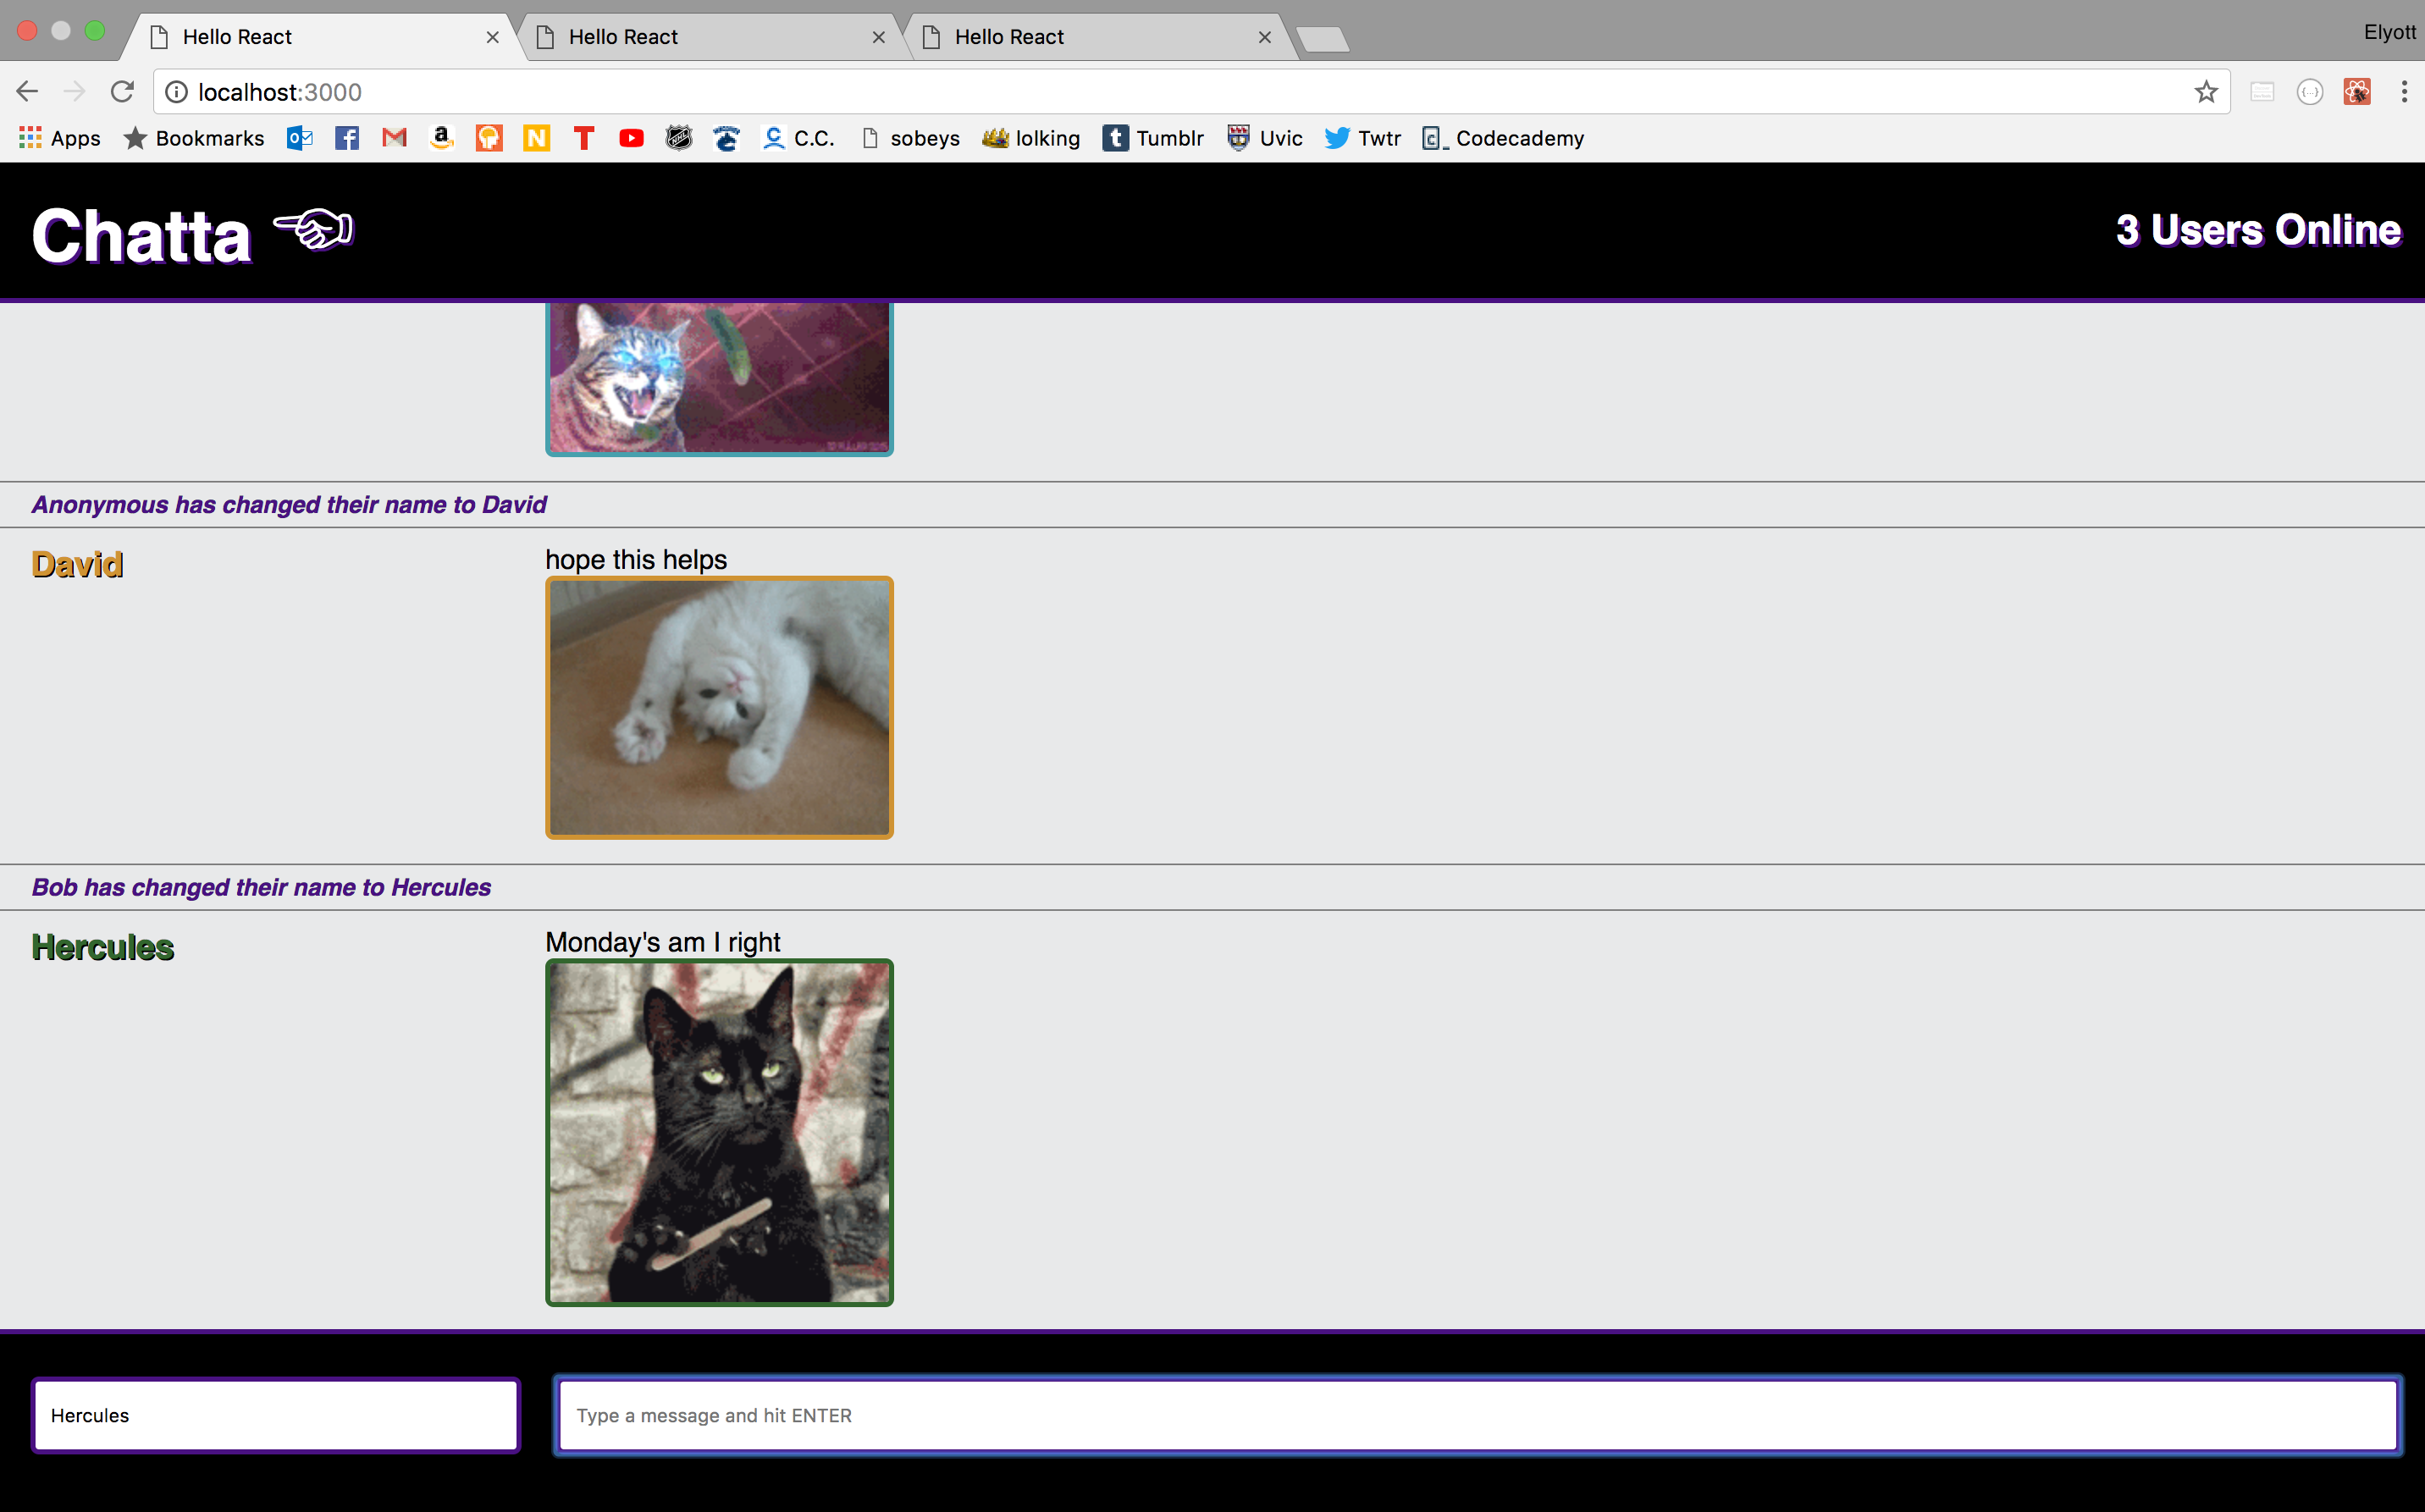 Hello React
Hello React
Hello React
Elyott
localhost:3000
Apps
Bookmarks
C.C.
sobeys
lolking
Tumblr
Uvic
Twtr
Codecademy
Chatta
3 Users Online
Anonymous has changed their name to David
David
hope this helps
Bob has changed their name to Hercules
Hercules
Monday's am I right
Hercules
Type a message and hit ENTER